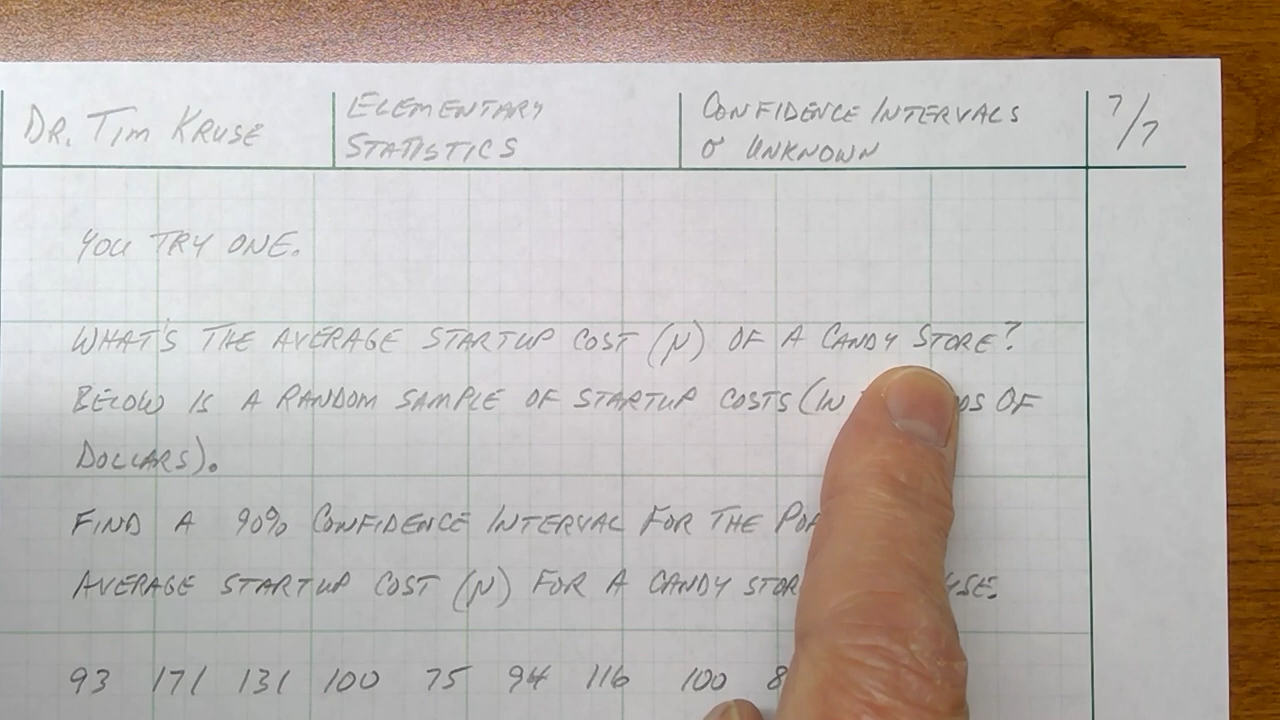 DR. TIM KRUSE
ELEMENTARY
STATISTICS
CONFIDENCE INTERVALS
σ UNKNOWN
7/7
YOU TRY ONE.
WHAT'S THE AVERAGE STARTUP COST (μ) OF A CANDY STORE?
BELOW IS A RANDOM SAMPLE OF STARTUP COSTS (IN OF
DOLLARS).
FIND A 90% CONFIDENCE INTERVAL FOR THE
AVERAGE STARTUP COST (μ) FOR A CANDY
93 171 131 100 75 94 116 100